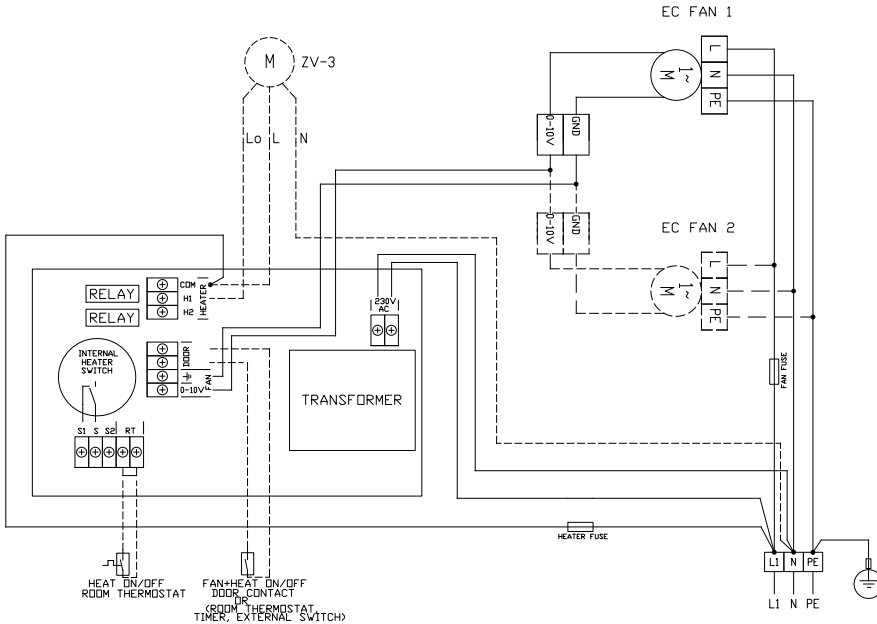 EC FAN 1
M
ZV-3
L
N
PE
1~
M
Lo
L
N
0-10V
GND
0-10V
GND
EC FAN 2
L
N
PE
1~
M
RELAY
RELAY
COM
H1
H2
HEATER
230V
AC
INTERNAL
HEATER
SWITCH
DOOR
FAN
0-10V
TRANSFORMER
FAN FUSE
S1 S S2 RT
HEATER FUSE
HEAT ON/OFF
ROOM THERMOSTAT
FAN+HEAT ON/OFF
DOOR CONTACT
OR
(ROOM THERMOSTAT,
TIMER, EXTERNAL SWITCH)
L1 N PE
L1 N PE